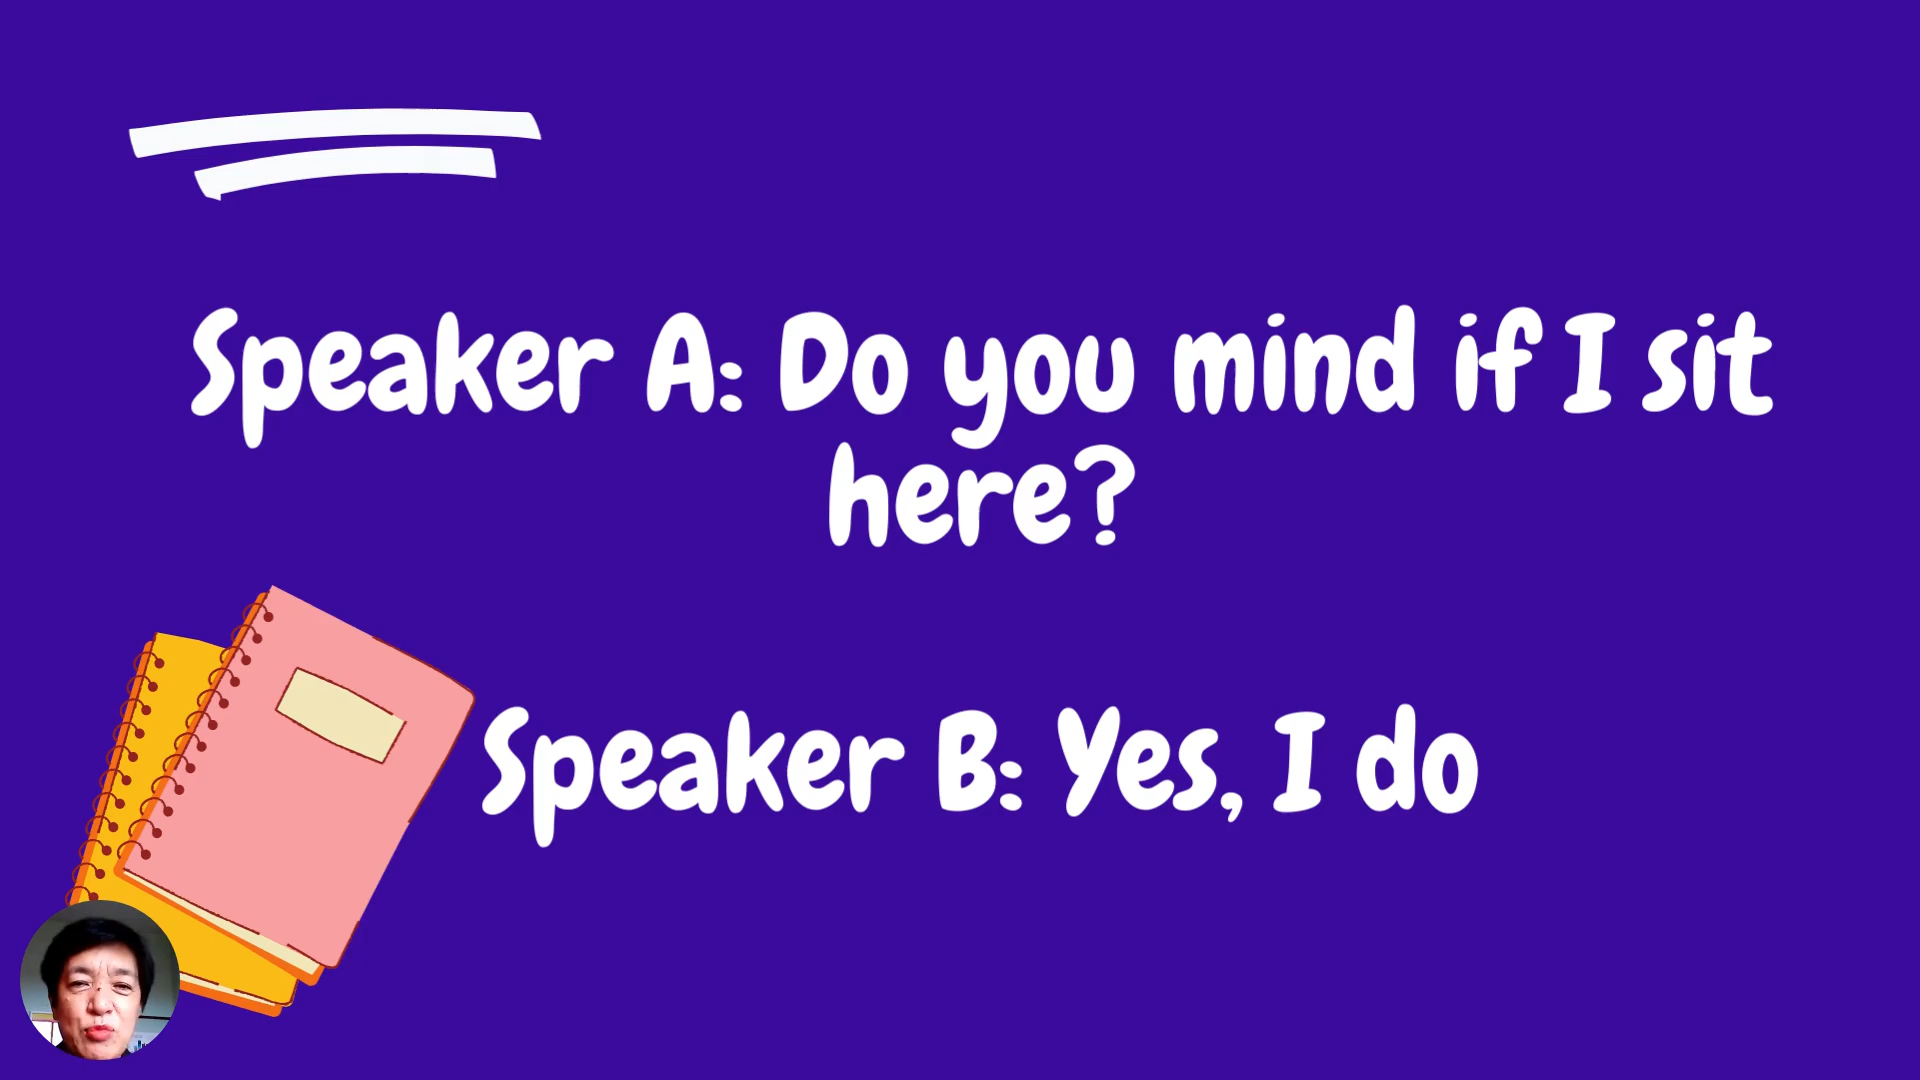 Speaker A: Do you mind if I sit
here?
Speaker B: Yes, I do